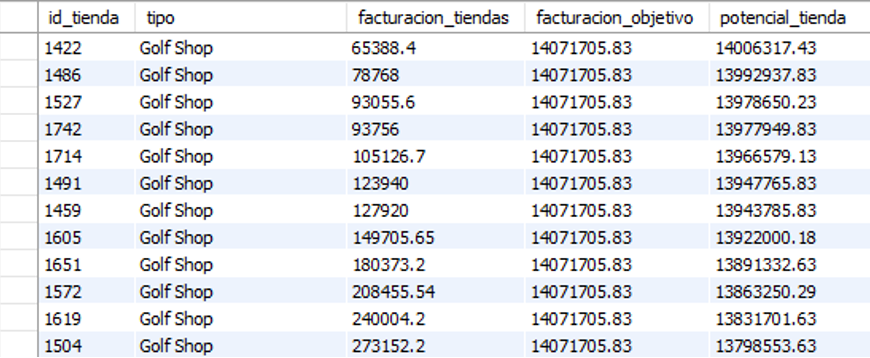 id_tienda tipo facturacion_tiendas facturacion_objetivo potencial_tienda
1422 Golf Shop 65388.4 14071705.83 14006317.43
1486 Golf Shop 78768 14071705.83 13992937.83
1527 Golf Shop 93055.6 14071705.83 13978650.23
1742 Golf Shop 93756 14071705.83 13977949.83
1714 Golf Shop 105126.7 14071705.83 13966579.13
1491 Golf Shop 123940 14071705.83 13947765.83
1459 Golf Shop 127920 14071705.83 13943785.83
1605 Golf Shop 149705.65 14071705.83 13922000.18
1651 Golf Shop 180373.2 14071705.83 13891332.63
1572 Golf Shop 208455.54 14071705.83 13863250.29
1619 Golf Shop 240004.2 14071705.83 13831701.63
1504 Golf Shop 273152.2 14071705.83 13798553.63